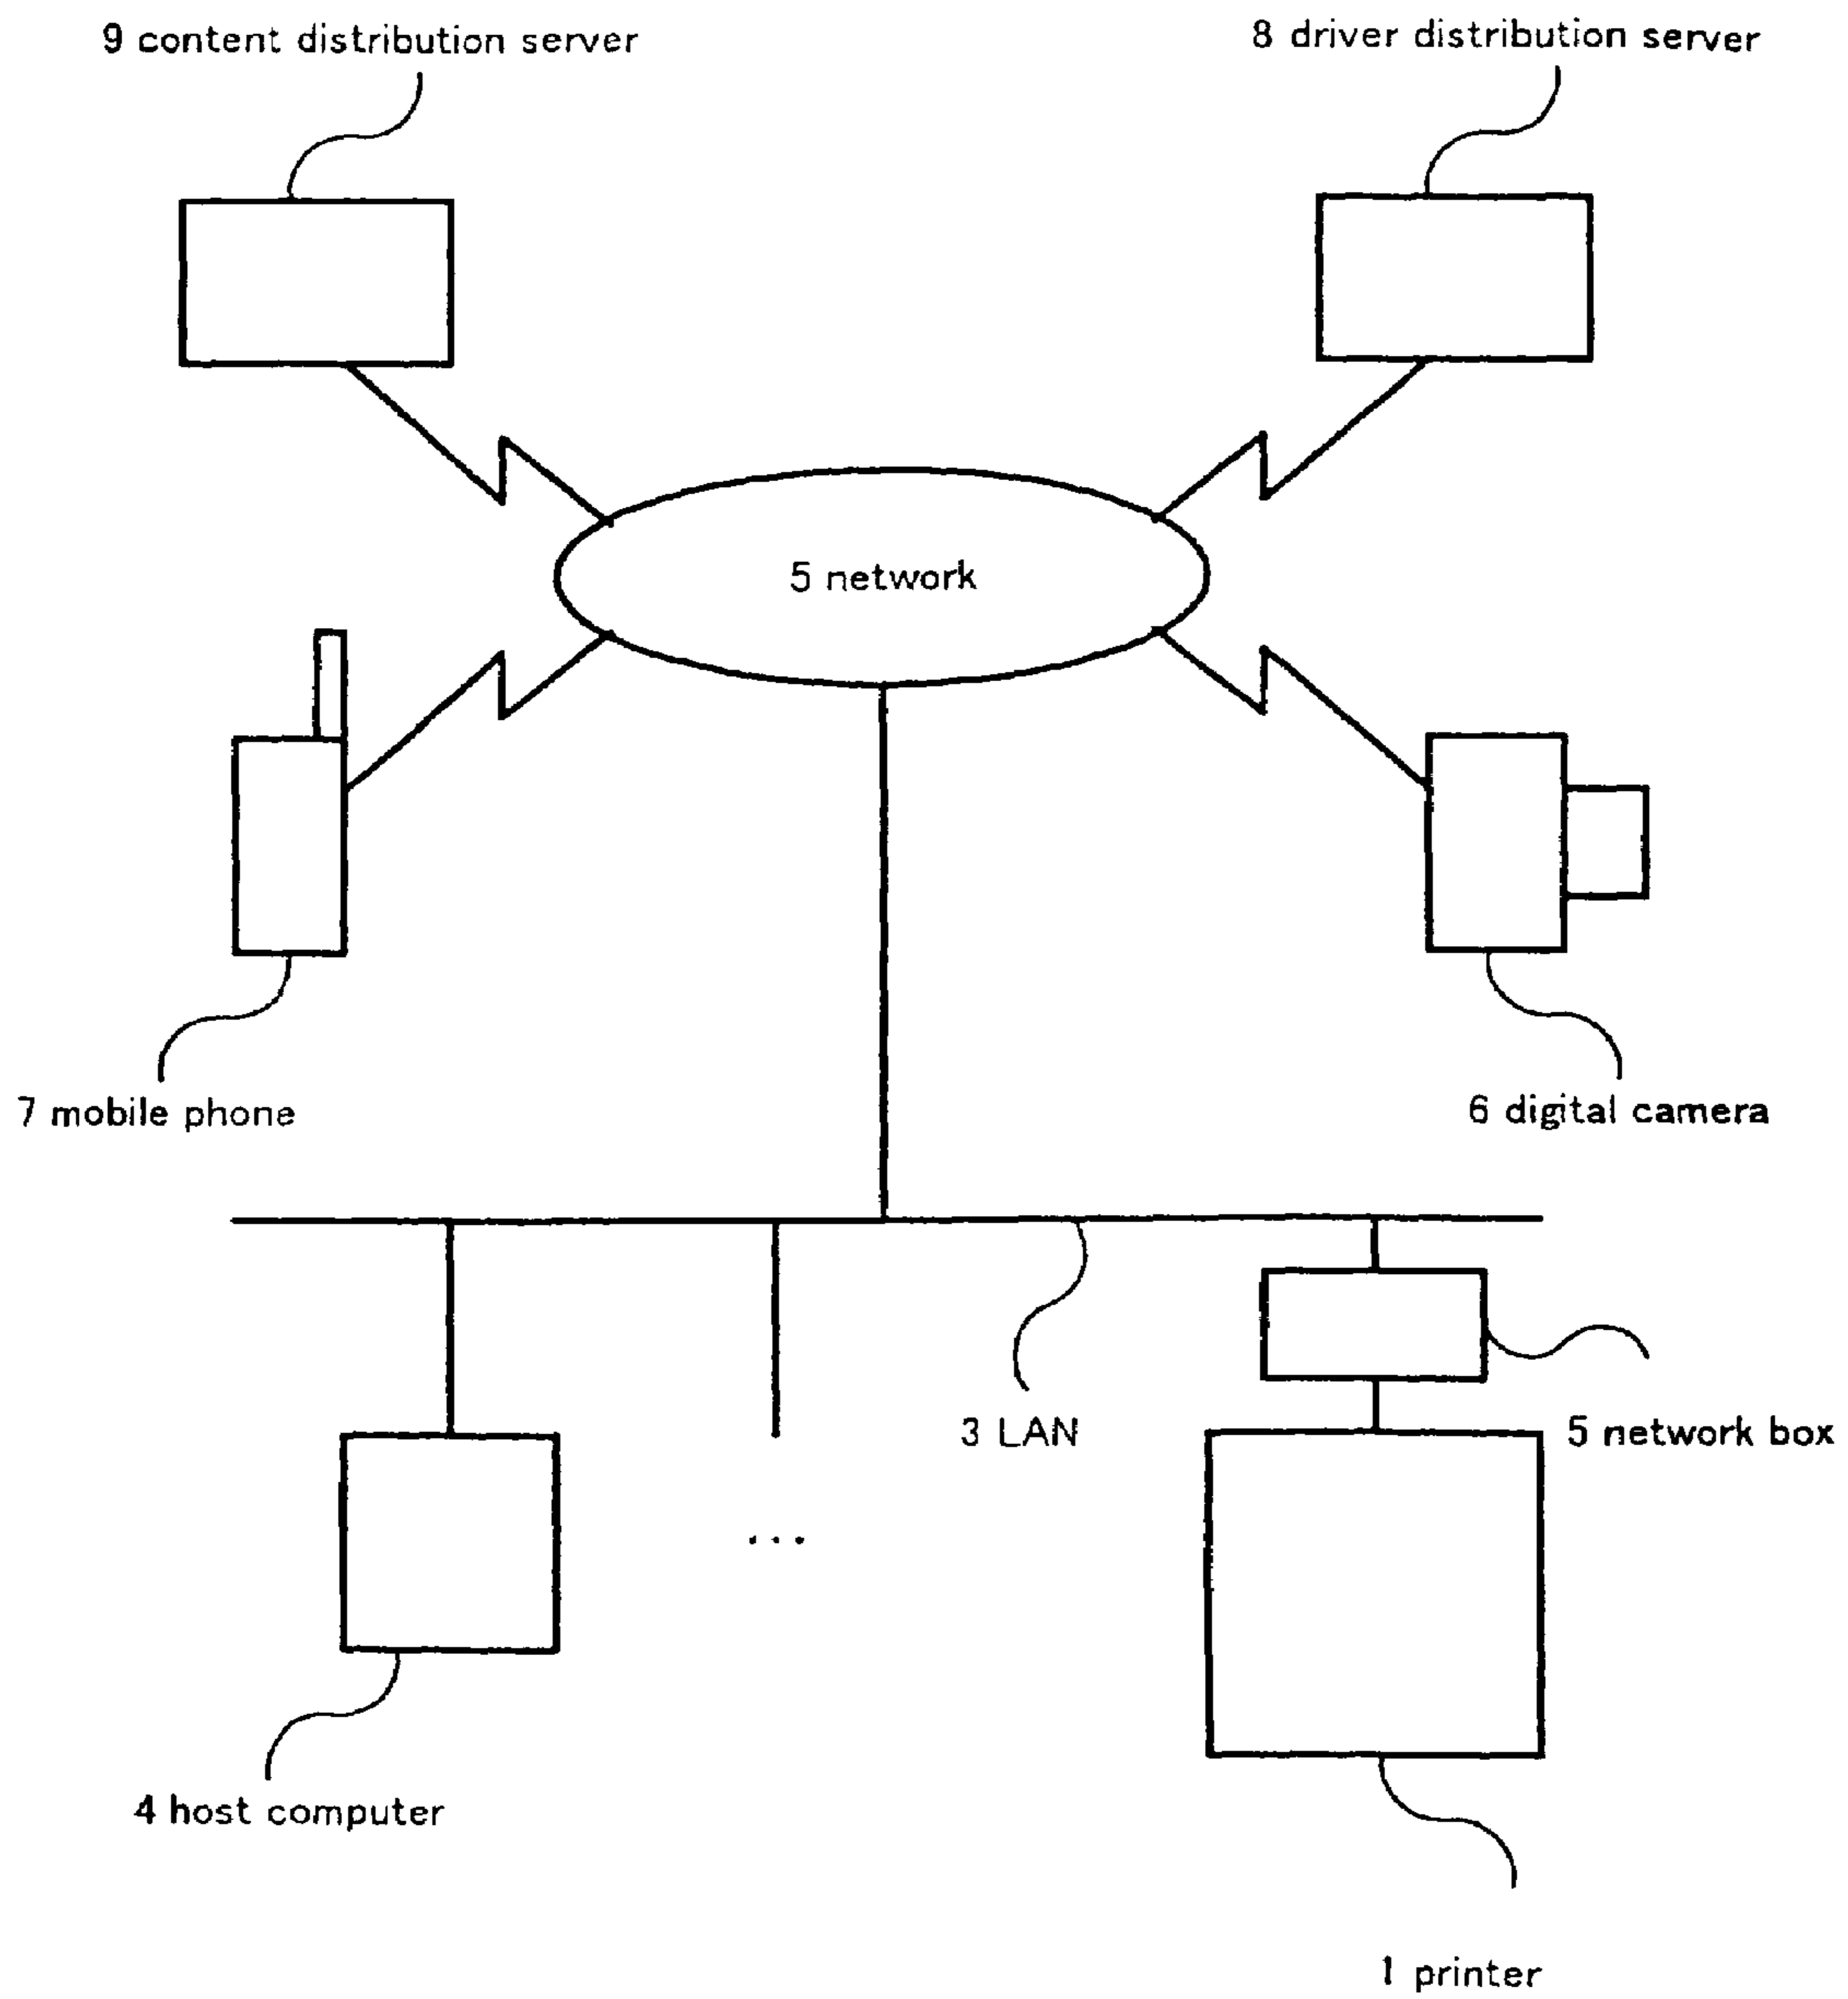 9 content distribution server
8 driver distribution server
5 network
7 mobile phone
6 digital camera
3 LAN
5 network box
...
4 host computer
1 printer